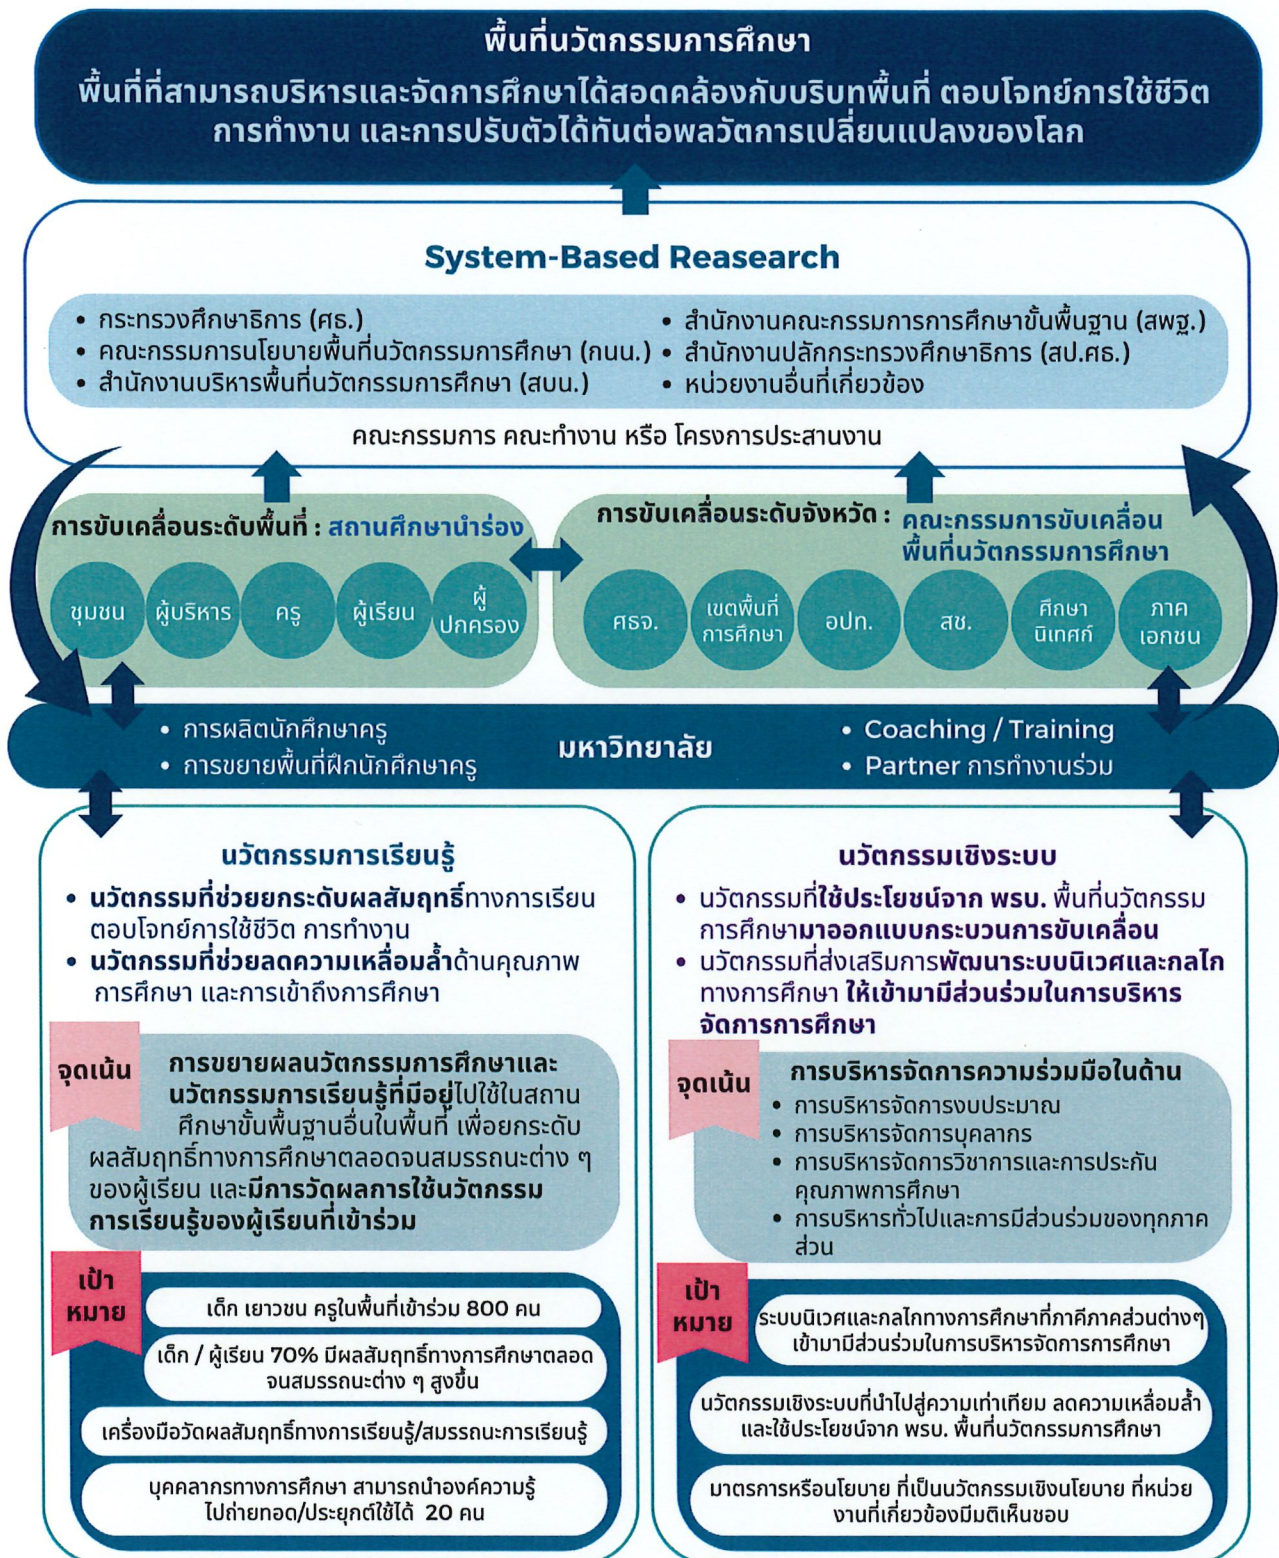 พื้นที่นวัตกรรมการศึกษา
พื้นที่ที่สามารถบริหารและจัดการศึกษาได้สอดคล้องกับบริบทพื้นที่ ตอบโจทย์การใช้ชีวิต
การทำงาน และการปรับตัวได้ทันต่อพลวัตการเปลี่ยนแปลงของโลก
System-Based Reasearch
• กระทรวงศึกษาธิการ (ศธ.)
• คณะกรรมการนโยบายพื้นที่นวัตกรรมการศึกษา (กนน.)
• สำนักงานบริหารพื้นที่นวัตกรรมการศึกษา (สบน.)
• สำนักงานคณะกรรมการการศึกษาขั้นพื้นฐาน (สพฐ.)
• สำนักงานปลักกระทรวงศึกษาธิการ (สป.ศธ.)
• หน่วยงานอื่นที่เกี่ยวข้อง
คณะกรรมการ คณะทำงาน หรือ โครงการประสานงาน
การขับเคลื่อนระดับพื้นที่ : สถานศึกษานำร่อง
ชุมชน
ผู้บริหาร
ครู
ผู้เรียน
ผู้
ปกครอง
การขับเคลื่อนระดับจังหวัด : คณะกรรมการขับเคลื่อน
พื้นที่นวัตกรรมการศึกษา
ศธจ.
เขตพื้นที่
การศึกษา
อปท.
สช.
ศึกษา
นิเทศก์
ภาค
เอกชน
• การผลิตนักศึกษาครู
• การขยายพื้นที่ฝึกนักศึกษาครู
มหาวิทยาลัย
• Coaching / Training
• Partner การทำงานร่วม
นวัตกรรมการเรียนรู้
• นวัตกรรมที่ช่วยยกระดับผลสัมฤทธิ์ทางการเรียน
ตอบโจทย์การใช้ชีวิต การทำงาน
• นวัตกรรมที่ช่วยลดความเหลื่อมล้ำด้านคุณภาพ
การศึกษา และการเข้าถึงการศึกษา
จุดเน้น
การขยายผลนวัตกรรมการศึกษาและ
นวัตกรรมการเรียนรู้ที่มีอยู่ไปใช้ในสถาน
ศึกษาขั้นพื้นฐานอื่นในพื้นที่ เพื่อยกระดับ
ผลสัมฤทธิ์ทางการศึกษาตลอดจนสมรรถนะต่าง ๆ
ของผู้เรียน และมีการวัดผลการใช้นวัตกรรม
การเรียนรู้ของผู้เรียนที่เข้าร่วม
เป้า
หมาย
เด็ก เยาวชน ครูในพื้นที่เข้าร่วม 800 คน
เด็ก / ผู้เรียน 70% มีผลสัมฤทธิ์ทางการศึกษาตลอด
จนสมรรถนะต่าง ๆ สูงขึ้น
เครื่องมือวัดผลสัมฤทธิ์ทางการเรียนรู้/สมรรถนะการเรียนรู้
บุคคลากรทางการศึกษา สามารถนำองค์ความรู้
ไปถ่ายทอด/ประยุกต์ใช้ได้ 20 คน
นวัตกรรมเชิงระบบ
• นวัตกรรมที่ใช้ประโยชน์จาก พรบ. พื้นที่นวัตกรรม
การศึกษามาออกแบบกระบวนการขับเคลื่อน
• นวัตกรรมที่ส่งเสริมการพัฒนาระบบนิเวศและกลไก
ทางการศึกษา ให้เข้ามามีส่วนร่วมในการบริหาร
จัดการการศึกษา
จุดเน้น
การบริหารจัดการความร่วมมือในด้าน
• การบริหารจัดการงบประมาณ
• การบริหารจัดการบุคลากร
• การบริหารจัดการวิชาการและการประกัน
คุณภาพการศึกษา
• การบริหารทั่วไปและการมีส่วนร่วมของทุกภาค
ส่วน
เป้า
หมาย
ระบบนิเวศและกลไกทางการศึกษาที่ภาคีภาคส่วนต่างๆ
เข้ามามีส่วนร่วมในการบริหารจัดการการศึกษา
นวัตกรรมเชิงระบบที่นำไปสู่ความเท่าเทียม ลดความเหลื่อมล้ำ
และใช้ประโยชน์จาก พรบ. พื้นที่นวัตกรรมการศึกษา
มาตรการหรือนโยบาย ที่เป็นนวัตกรรมเชิงนโยบาย ที่หน่วย
งานที่เกี่ยวข้องมีมติเห็นชอบ